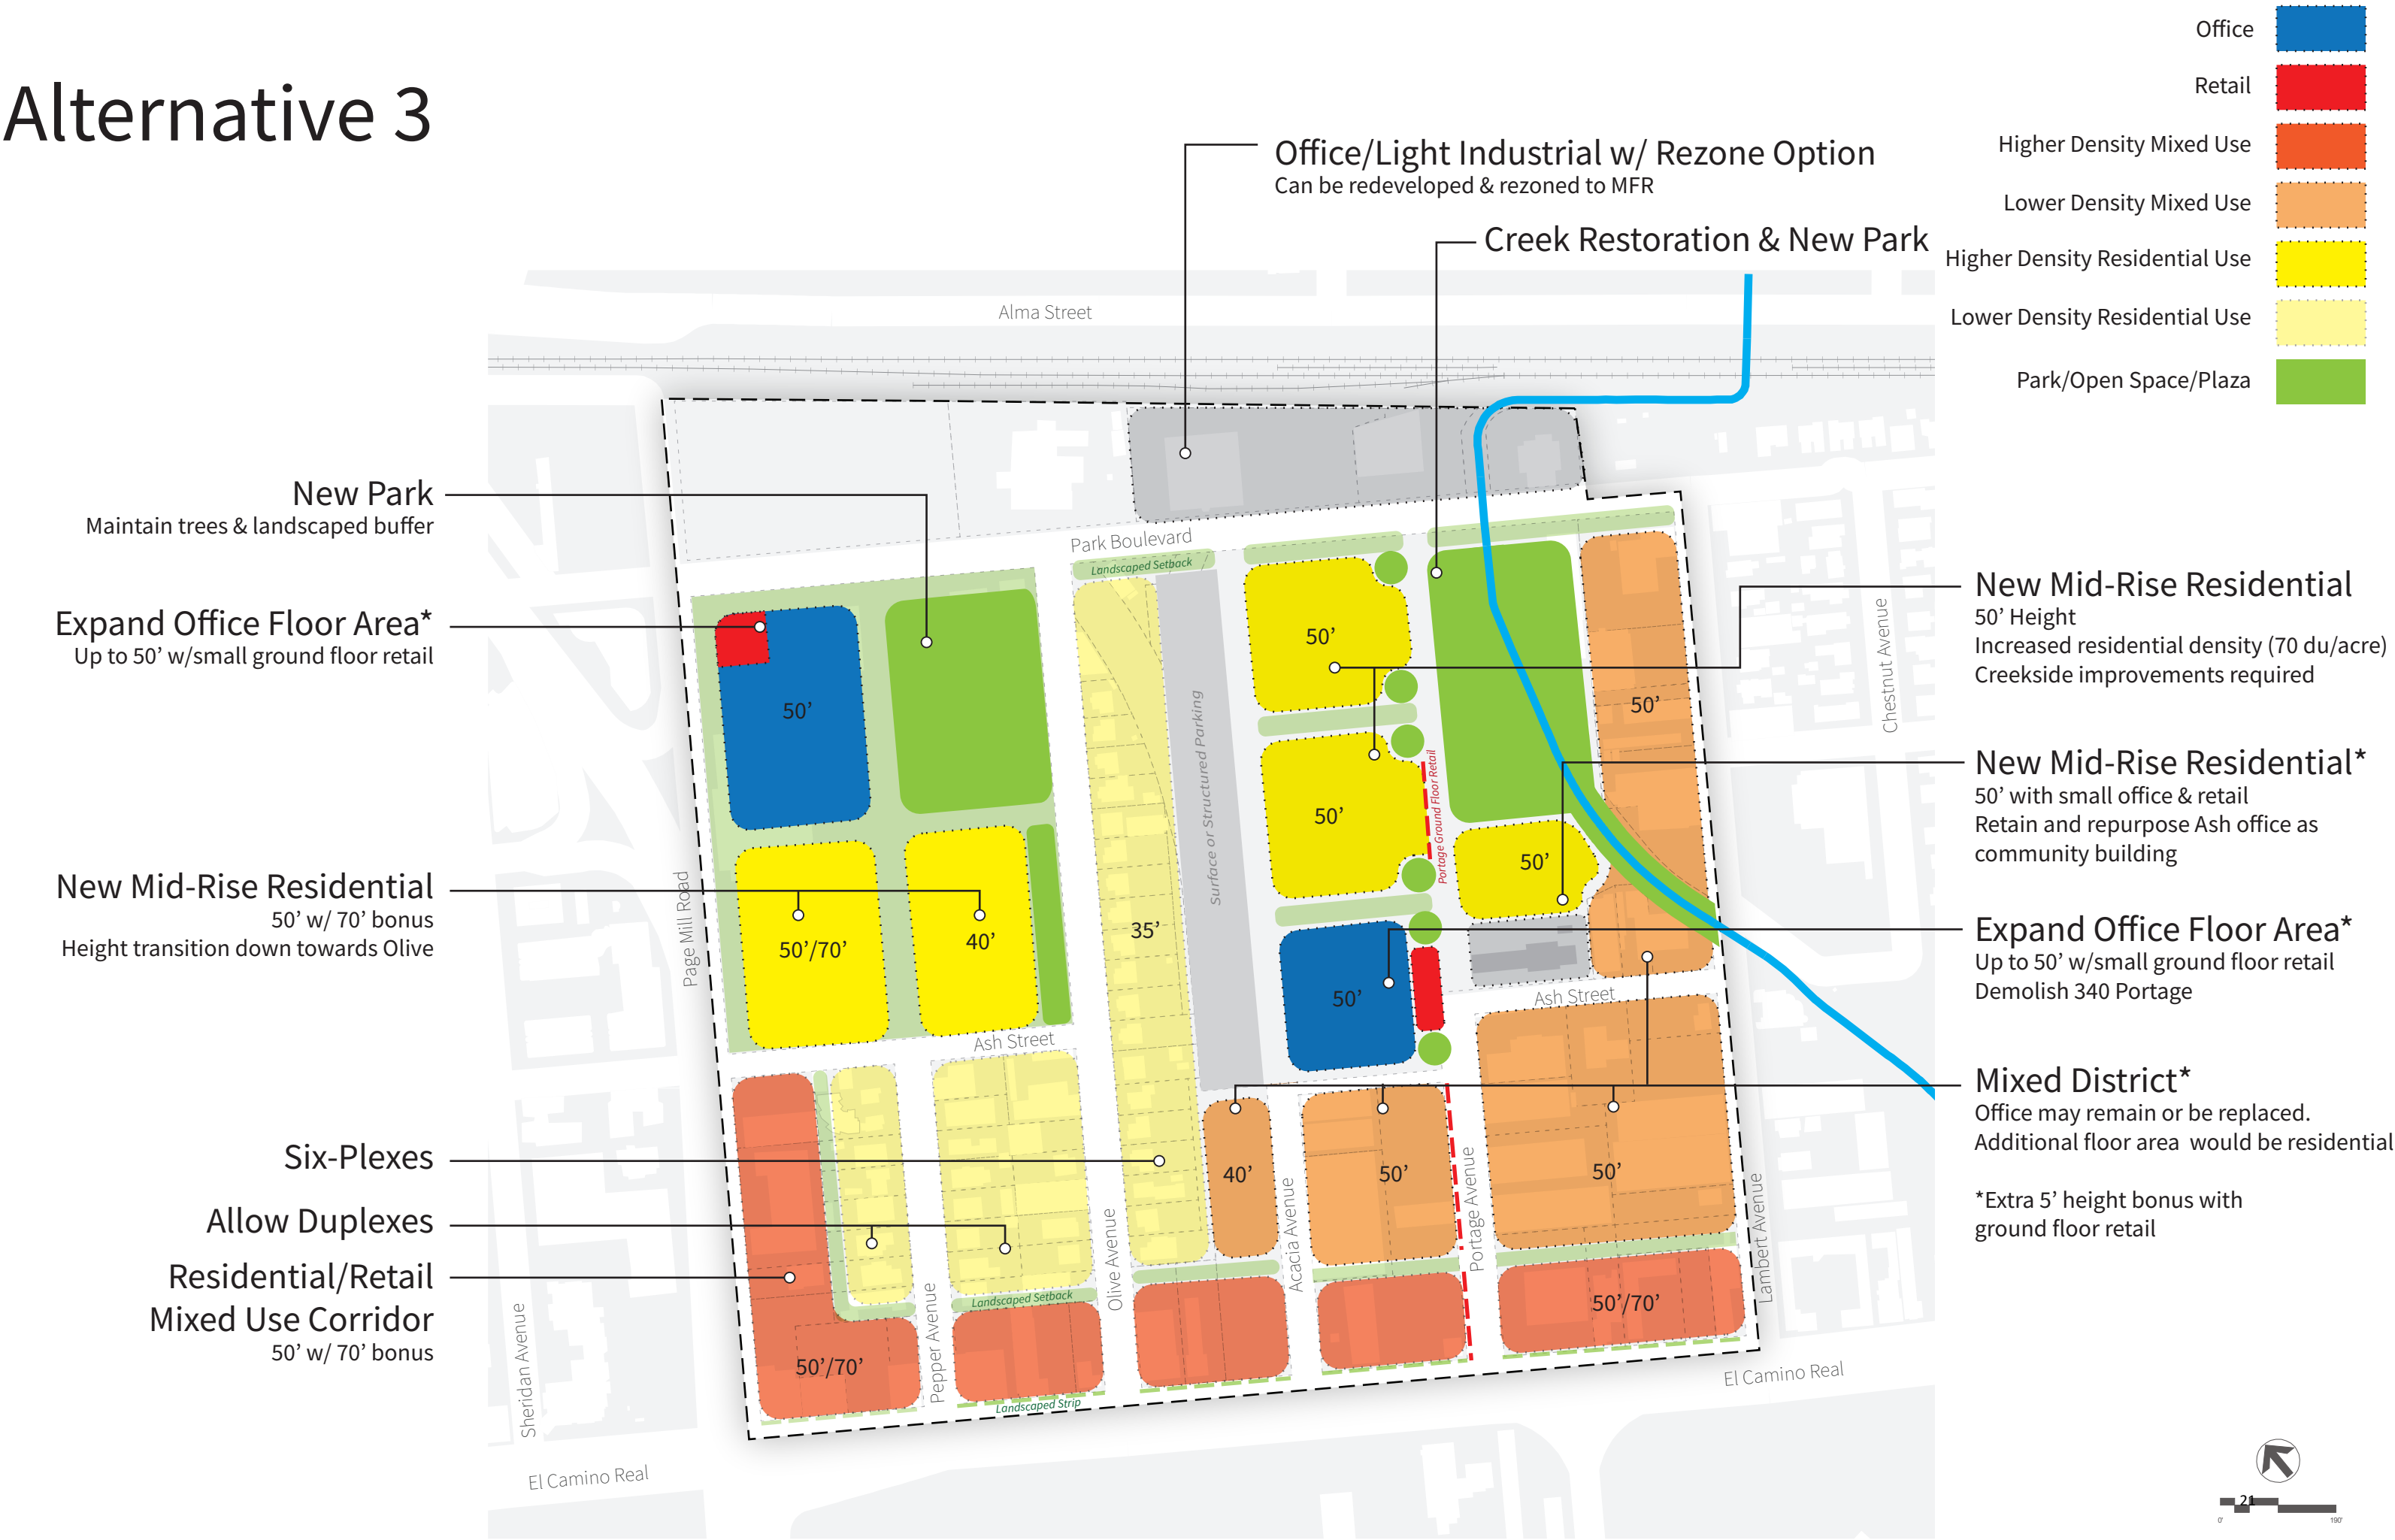 Alternative 3
Office
Retail
Higher Density Mixed Use
Lower Density Mixed Use
Higher Density Residential Use
Lower Density Residential Use
Park/Open Space/Plaza
Office/Light Industrial w/ Rezone Option
Can be redeveloped & rezoned to MFR
Creek Restoration & New Park
New Park
Maintain trees & landscaped buffer
Expand Office Floor Area*
Up to 50’ w/small ground floor retail
New Mid-Rise Residential
50’ w/ 70’ bonus
Height transition down towards Olive
Six-Plexes
Allow Duplexes
Residential/Retail
Mixed Use Corridor
50’ w/ 70’ bonus
Alma Street
Park Boulevard
Landscaped Setback
50’
50’
50’
50’
50’
Surface or Structured Parking
Portage Ground Floor Retail
50’/70’
40’
35’
50’
Page Mill Road
Ash Street
Ash Street
40’
50’
50’
Olive Avenue
Acacia Avenue
Portage Avenue
Lambert Avenue
Pepper Avenue
Sheridan Avenue
Chestnut Avenue
Landscaped Setback
50’/70’
50’/70’
Landscaped Strip
El Camino Real
El Camino Real
New Mid-Rise Residential
50’ Height
Increased residential density (70 du/acre)
Creekside improvements required
New Mid-Rise Residential*
50’ with small office & retail
Retain and repurpose Ash office as
community building
Expand Office Floor Area*
Up to 50’ w/small ground floor retail
Demolish 340 Portage
Mixed District*
Office may remain or be replaced.
Additional floor area would be residential
*Extra 5’ height bonus with
ground floor retail
21
0'
190'